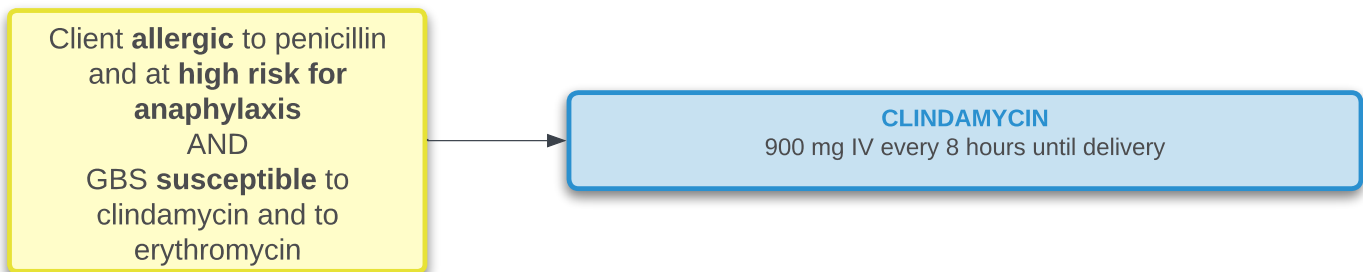 Client allergic to penicillin
and at high risk for
anaphylaxis
AND
GBS susceptible to
clindamycin and to
erythromycin
CLINDAMYCIN
900 mg IV every 8 hours until delivery